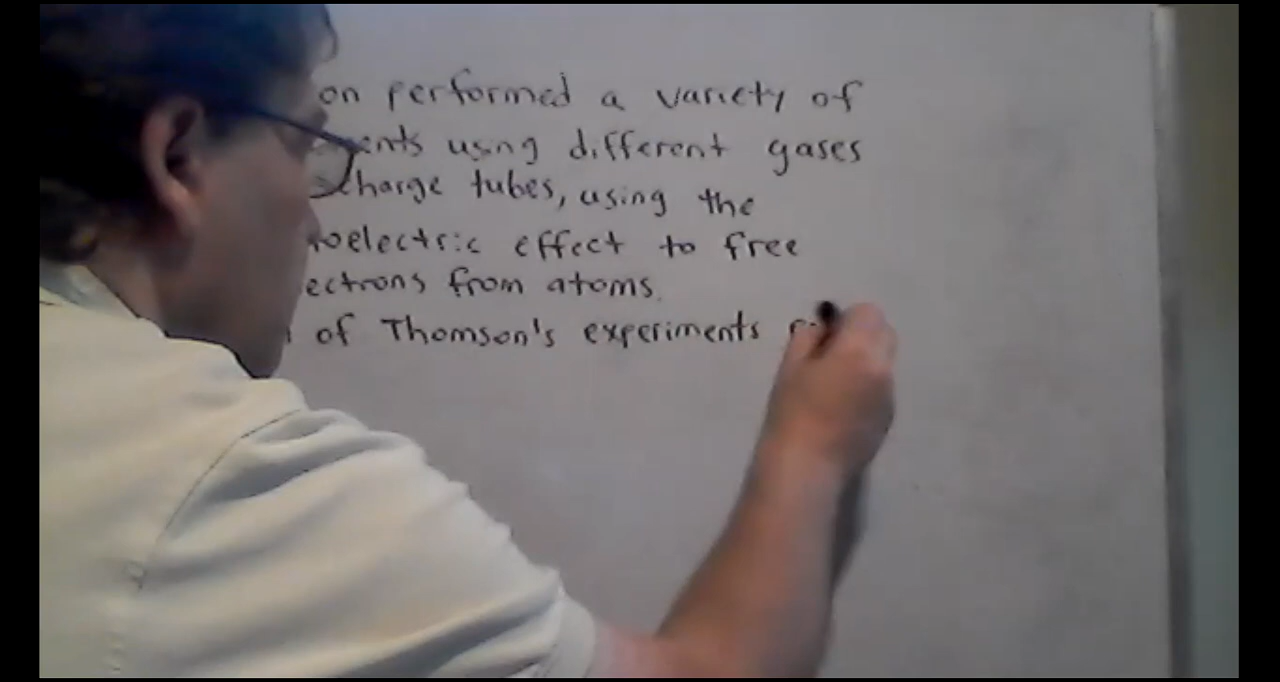 on performed a variety of
ents using different gases
charge tubes, using the
oelectric effect to free
ectrons from atoms.
of Thomson's experiments